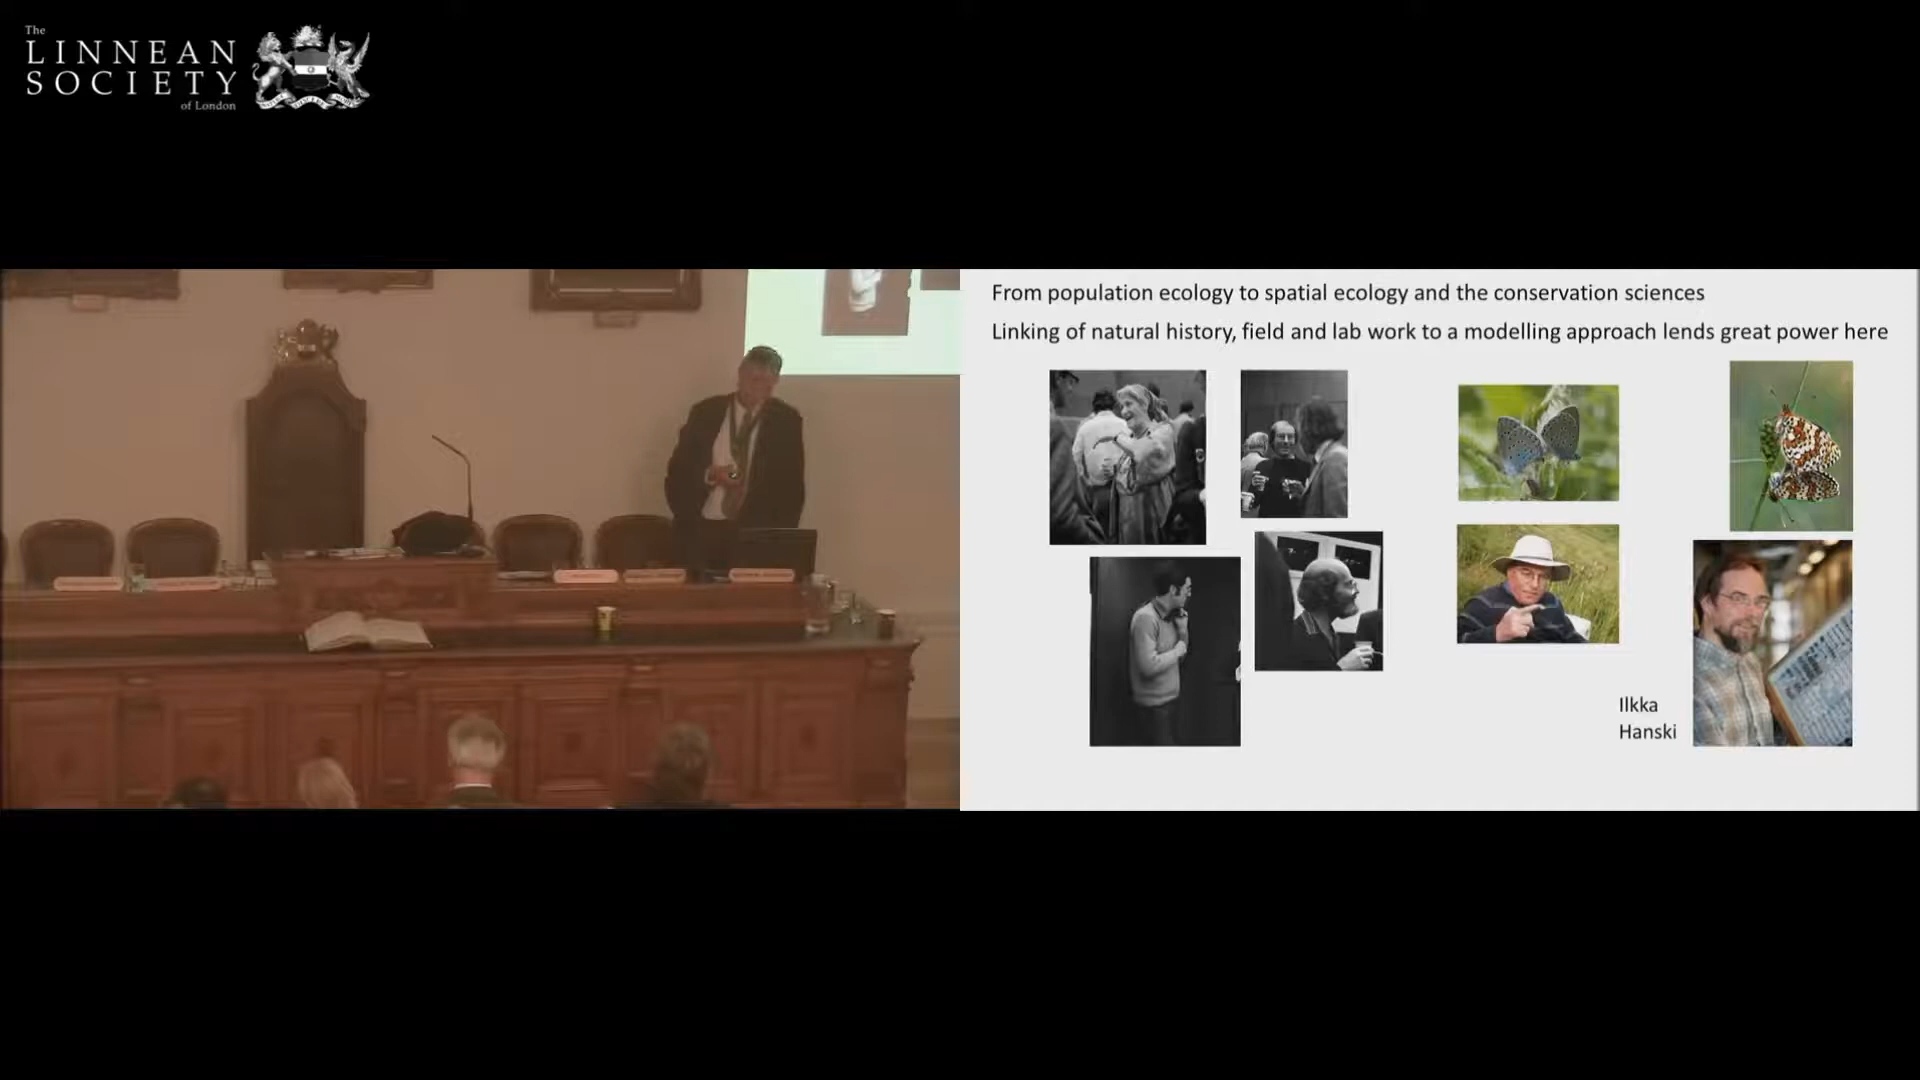 The
LINNEAN
SOCIETY
of London
From population ecology to spatial ecology and the conservation sciences
Linking of natural history, field and lab work to a modelling approach lends great power here
Ilkka
Hanski